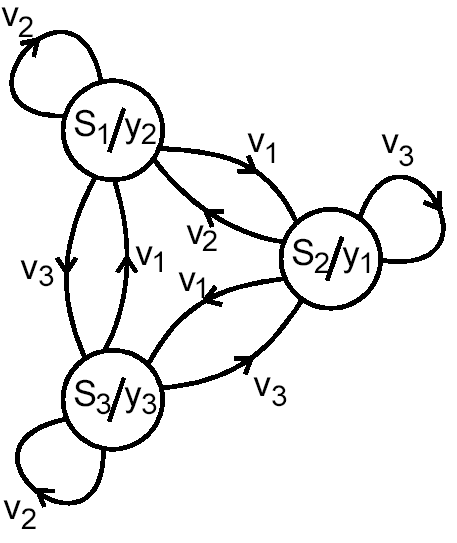 v₂
S₁/y₂
v₁
v₃
v₂
S₂/y₁
v₃
v₁
v₁
S₃/y₃
v₃
v₂